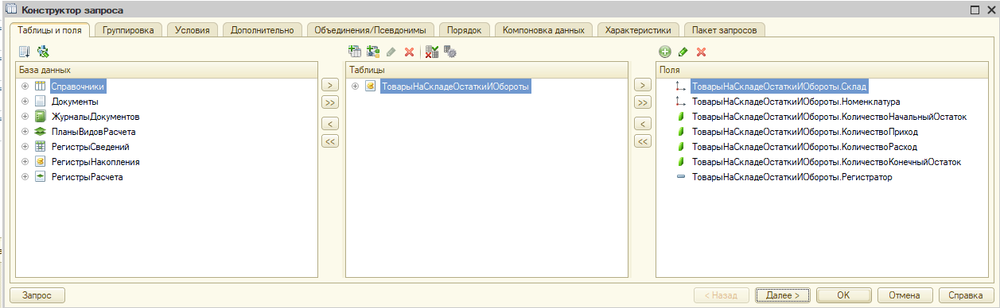 Конструктор запроса
Таблицы и поля Группировка Условия Дополнительно Объединения/Псевдонимы Порядок Компоновка данных Характеристики Пакет запросов
База данных
Справочники
Документы
ЖурналыДокументов
ПланыВидовРасчета
РегистрыСведений
РегистрыНакопления
РегистрыРасчета
>
>>
<
<<
Таблицы
ТоварыНаСкладеОстаткиИОбороты
>
>>
<
<<
Поля
ТоварыНаСкладеОстаткиИОбороты.Склад
ТоварыНаСкладеОстаткиИОбороты.Номенклатура
ТоварыНаСкладеОстаткиИОбороты.КоличествоНачальныйОстаток
ТоварыНаСкладеОстаткиИОбороты.КоличествоПриход
ТоварыНаСкладеОстаткиИОбороты.КоличествоРасход
ТоварыНаСкладеОстаткиИОбороты.КоличествоКонечныйОстаток
ТоварыНаСкладеОстаткиИОбороты.Регистратор
Запрос < Назад Далее > OK Отмена Справка